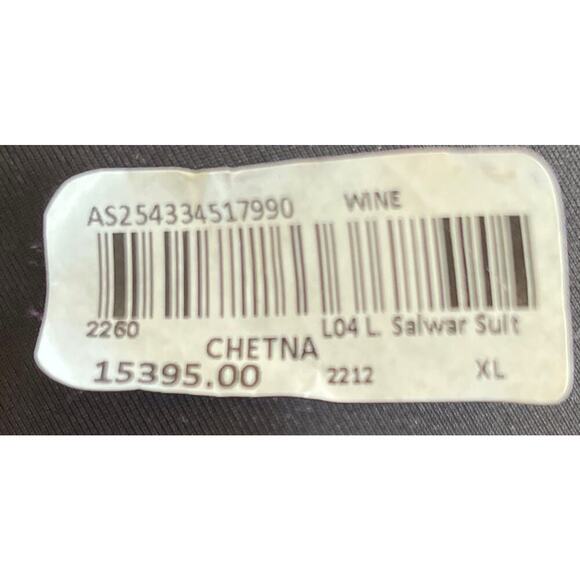 AS254334517990 WINE
2260 L04 L. Salwar Suit
CHETNA
15395.00 2212 XL